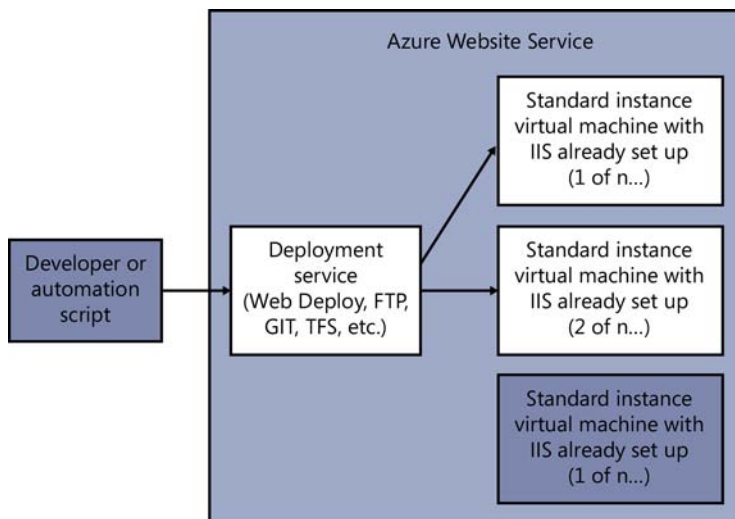 Azure Website Service
Standard instance
virtual machine with
IIS already set up
(1 of n...)
Developer or
automation
script
Deployment
service
(Web Deploy, FTP,
GIT, TFS, etc.)
Standard instance
virtual machine with
IIS already set up
(2 of n...)
Standard instance
virtual machine with
IIS already set up
(1 of n...)